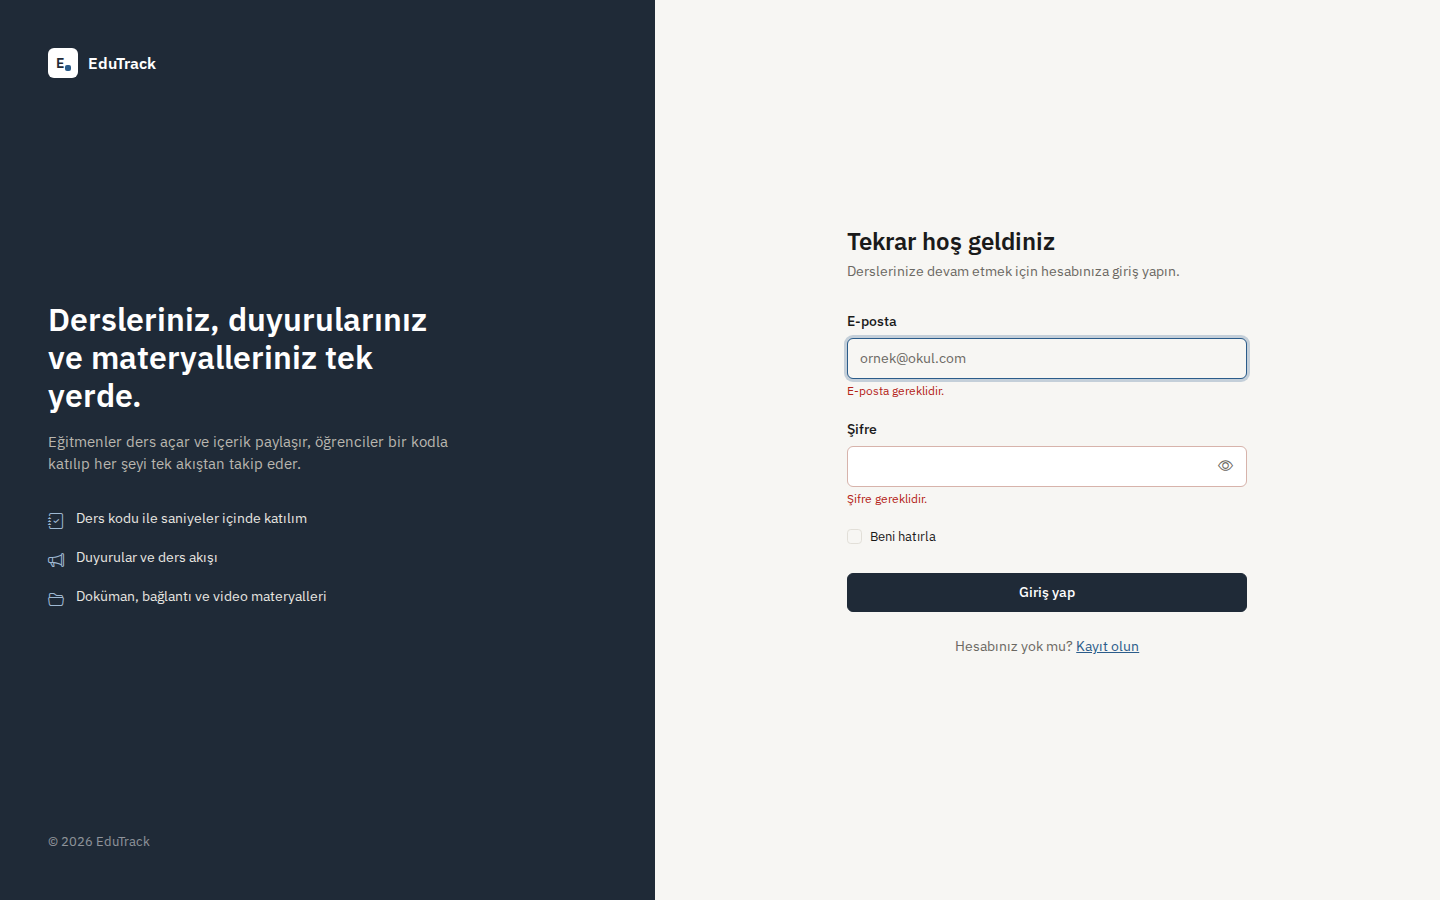 E.
EduTrack
Dersleriniz, duyurularınız
ve materyalleriniz tek
yerde.
Eğitmenler ders açar ve içerik paylaşır, öğrenciler bir kodla
katılıp her şeyi tek akıştan takip eder.
Ders kodu ile saniyeler içinde katılım
Duyurular ve ders akışı
Doküman, bağlantı ve video materyalleri
© 2026 EduTrack
Tekrar hoş geldiniz
Derslerinize devam etmek için hesabınıza giriş yapın.
E-posta
ornek@okul.com
E-posta gereklidir.
Şifre
Şifre gereklidir.
Beni hatırla
Giriş yap
Hesabınız yok mu? Kayıt olun